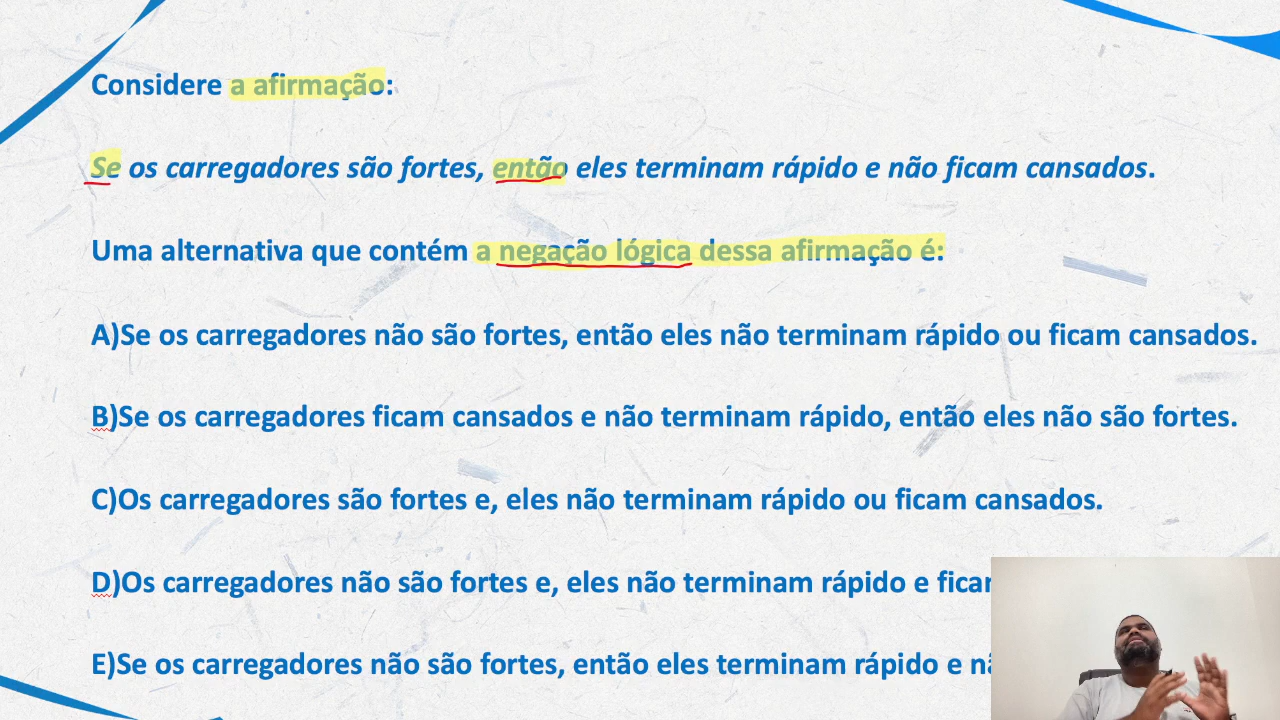 Considere a afirmação:
Se os carregadores são fortes, então eles terminam rápido e não ficam cansados.
Uma alternativa que contém a negação lógica dessa afirmação é:
A)Se os carregadores não são fortes, então eles não terminam rápido ou ficam cansados.
B)Se os carregadores ficam cansados e não terminam rápido, então eles não são fortes.
C)Os carregadores são fortes e, eles não terminam rápido ou ficam cansados.
D)Os carregadores não são fortes e, eles não terminam rápido e
E)Se os carregadores não são fortes, então eles terminam rápido e